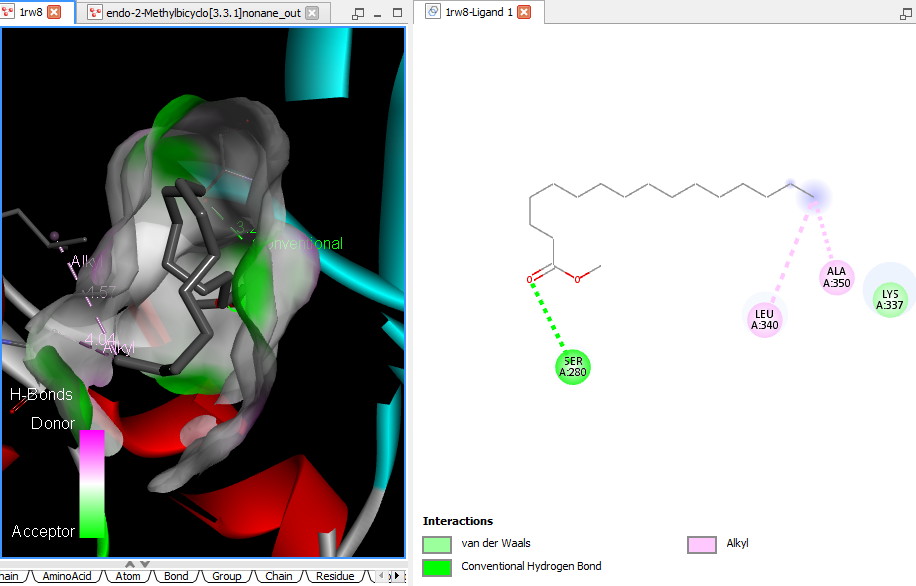 1rw8
endo-2-Methylbicyclo[3.3.1]nonane_out
1rw8-Ligand 1
3.2
onventional
Alkyl
4.57
4.04
Alkyl
H-Bonds
Donor
Acceptor
O
O
SER
A:280
LEU
A:340
ALA
A:350
LYS
A:337
Interactions
van der Waals
Conventional Hydrogen Bond
Alkyl
hain
AminoAcid
Atom
Bond
Group
Chain
Residue